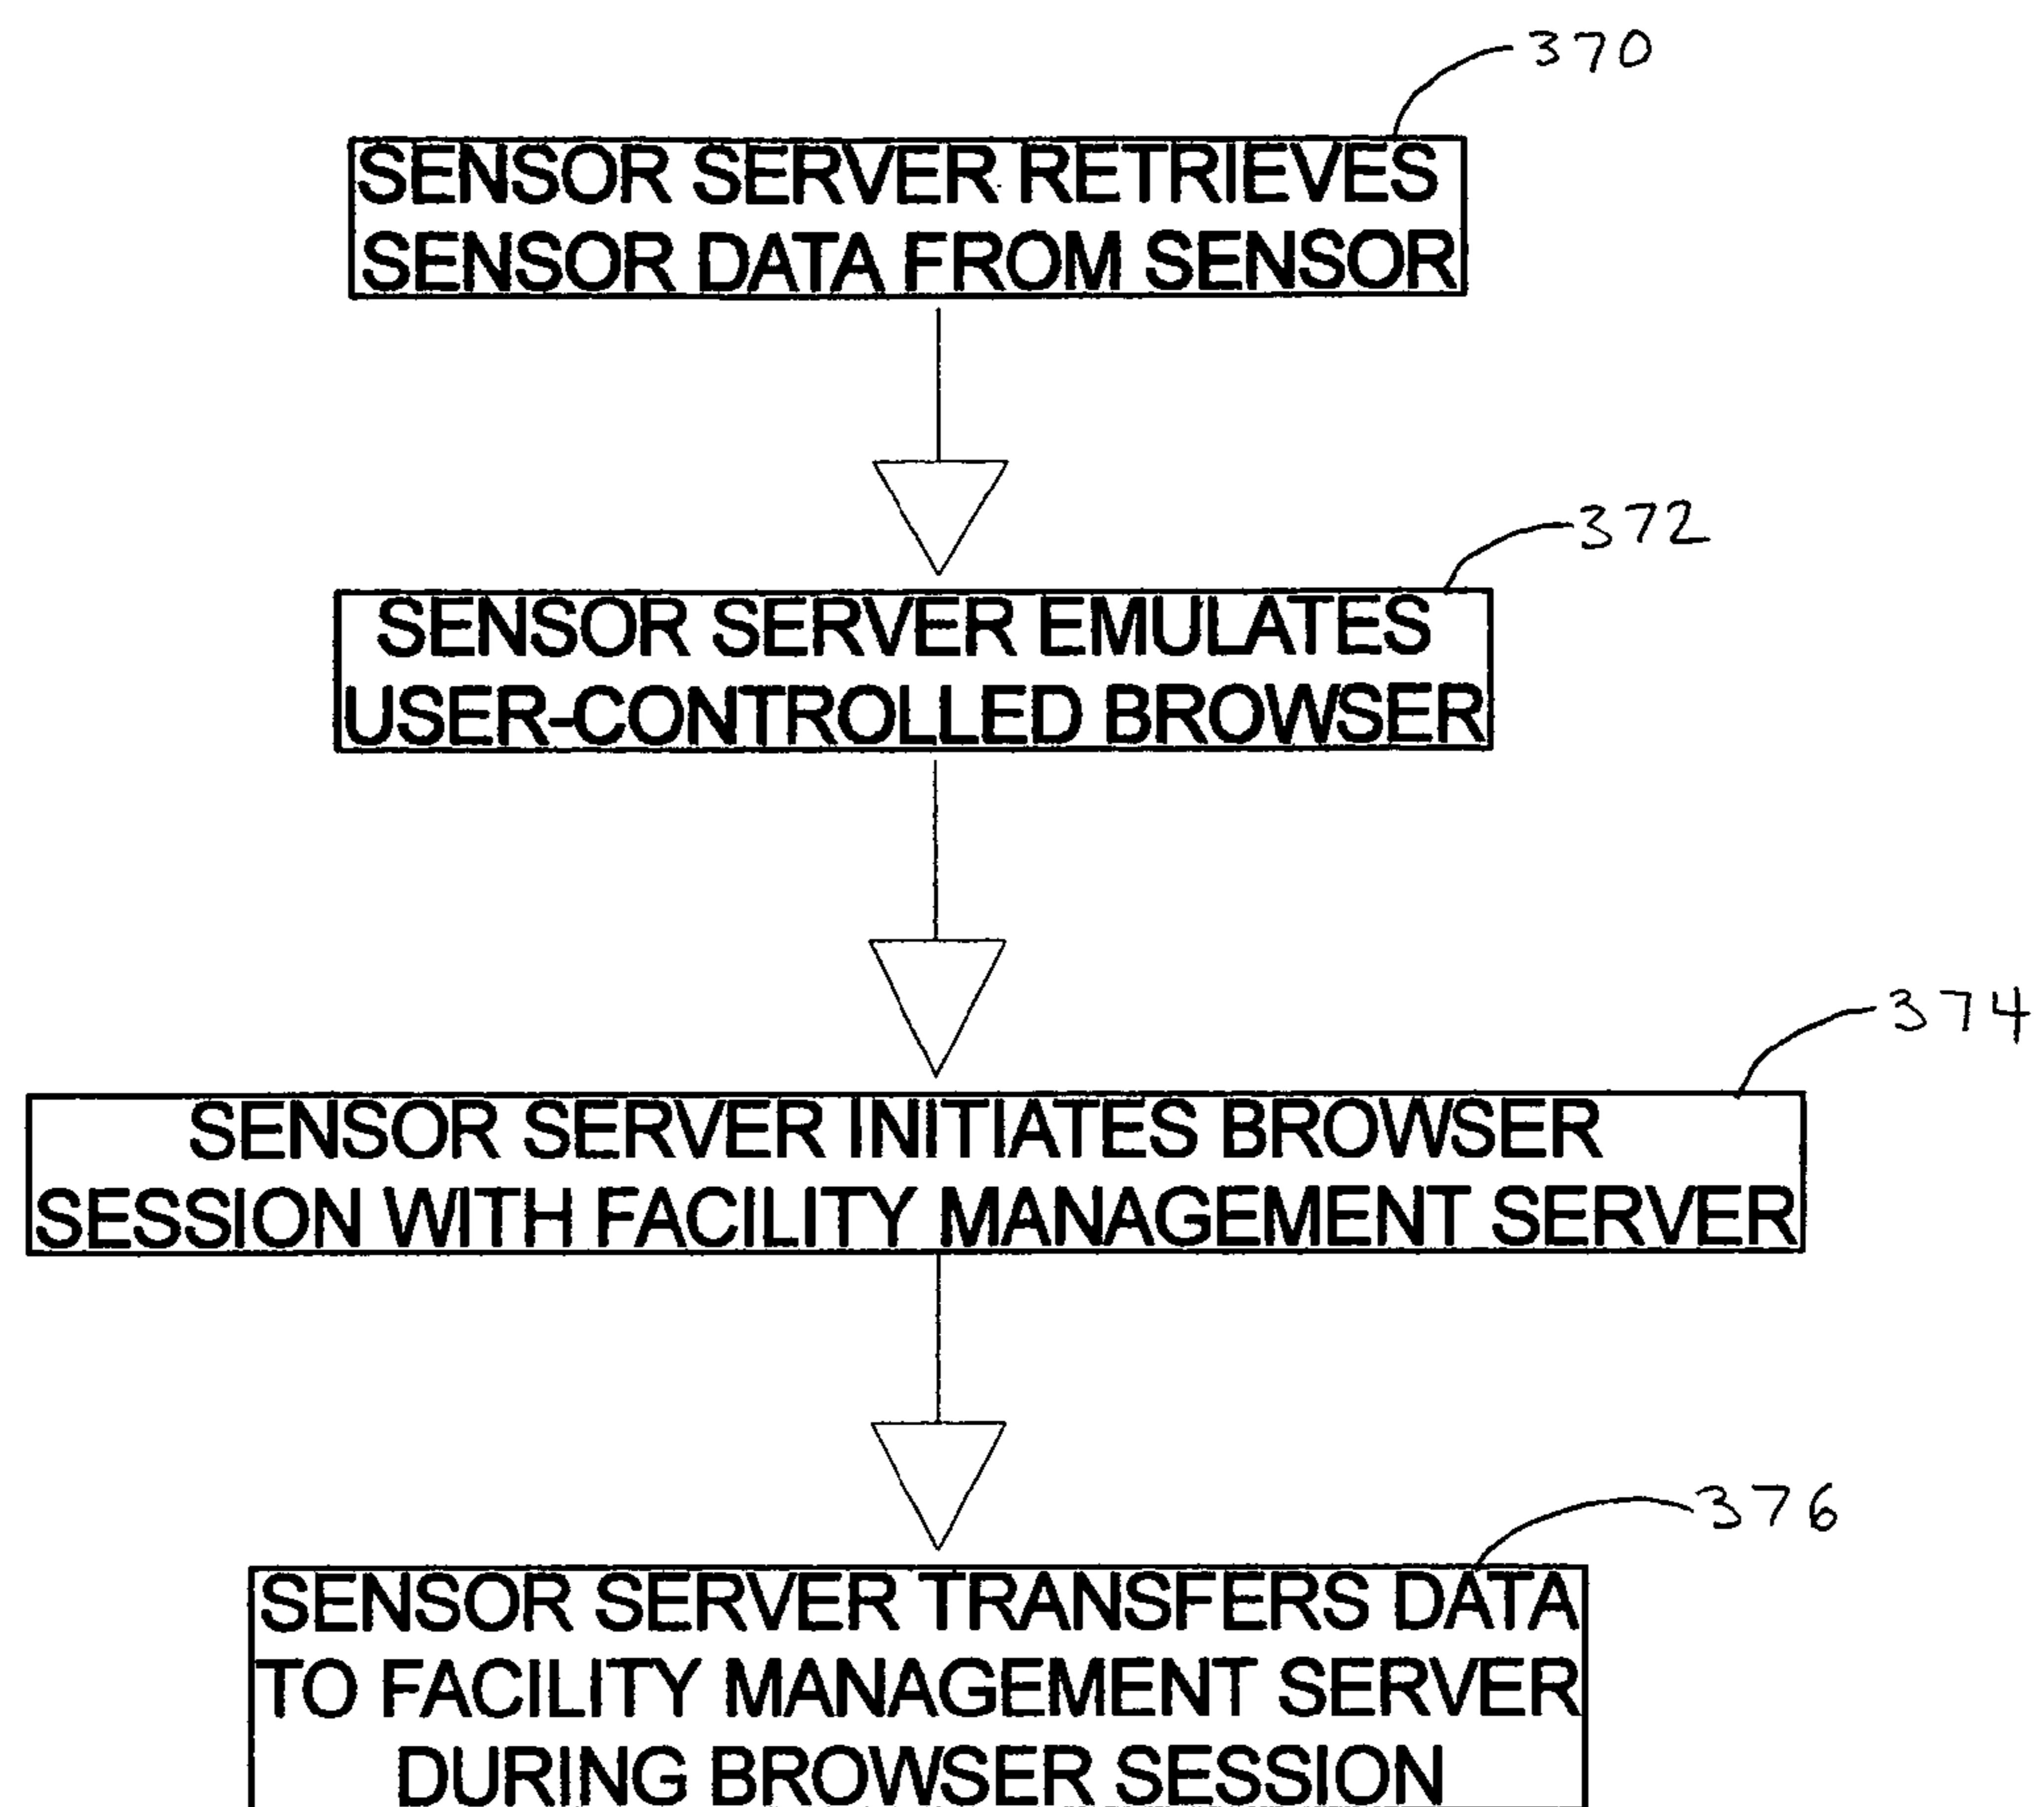 370
SENSOR SERVER RETRIEVES
SENSOR DATA FROM SENSOR
372
SENSOR SERVER EMULATES
USER-CONTROLLED BROWSER
374
SENSOR SERVER INITIATES BROWSER
SESSION WITH FACILITY MANAGEMENT SERVER
376
SENSOR SERVER TRANSFERS DATA
TO FACILITY MANAGEMENT SERVER
DURING BROWSER SESSION